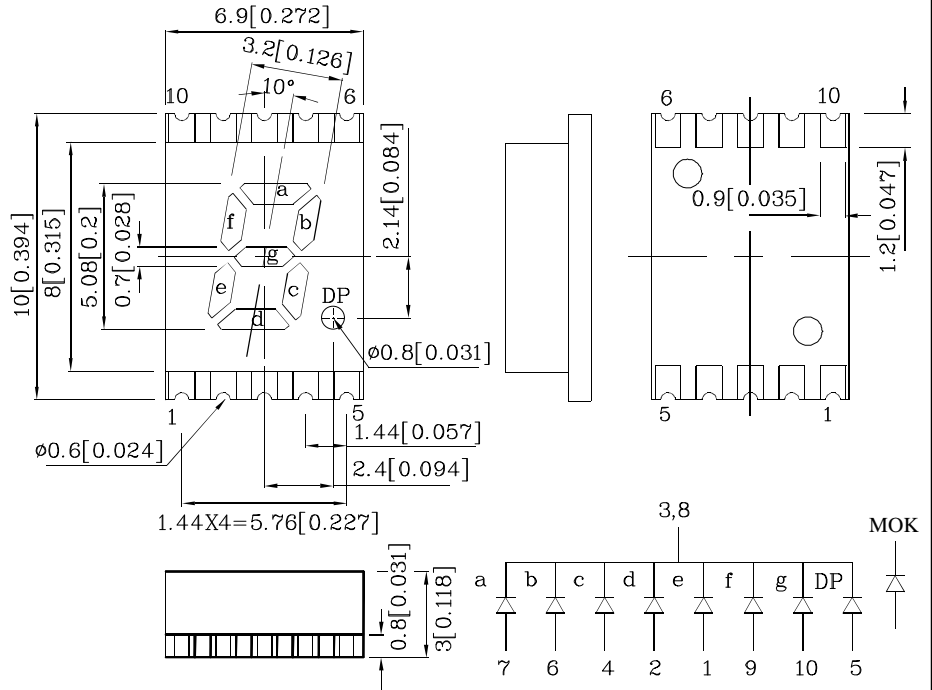 6.9[0.272]
3.2[0.126]
10°
10
6
6
10
a
f
b
g
e
c
d
DP
10[0.394]
8[0.315]
5.08[0.2]
0.7[0.028]
2.14[0.084]
0.9[0.035]
1.2[0.047]
ø0.8[0.031]
1
5
5
1
ø0.6[0.024]
1.44[0.057]
2.4[0.094]
1.44X4=5.76[0.227]
3,8
MOK
a b c d e f g DP
7 6 4 2 1 9 10 5
0.8[0.031]
3[0.118]